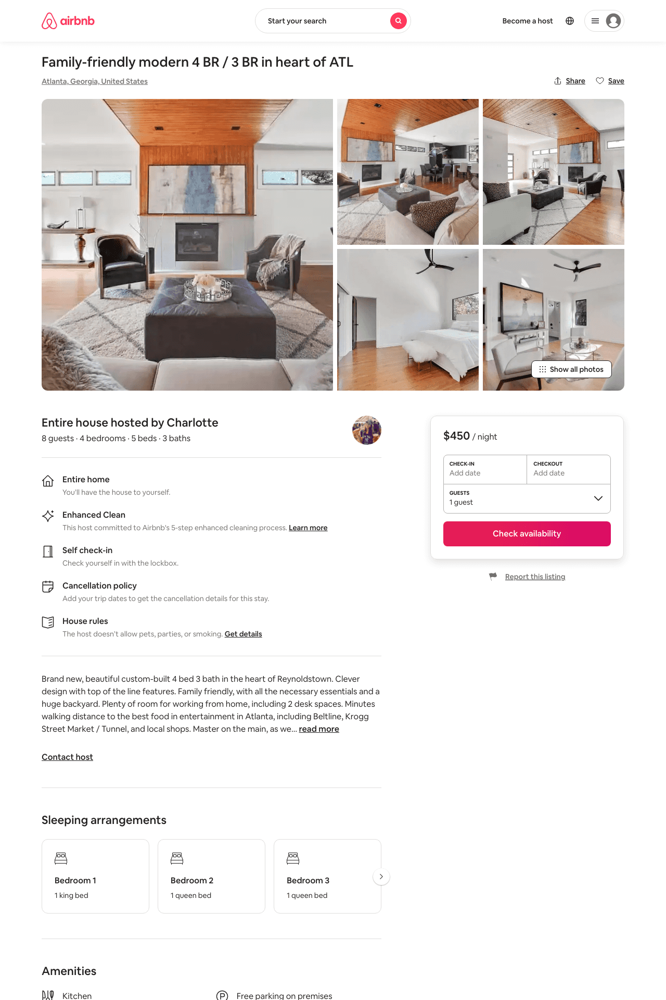 airbnb
Start your search
Become a host
Family-friendly modern 4 BR / 3 BR in heart of ATL
Atlanta, Georgia, United States
Share
Save
Show all photos
Entire house hosted by Charlotte
8 guests · 4 bedrooms · 5 beds · 3 baths
Entire home
You'll have the house to yourself.
Enhanced Clean
This host committed to Airbnb's 5-step enhanced cleaning process. Learn more
Self check-in
Check yourself in with the lockbox.
Cancellation policy
Add your trip dates to get the cancellation details for this stay.
House rules
The host doesn't allow pets, parties, or smoking. Get details
$450 / night
CHECK-IN
Add date
CHECKOUT
Add date
GUESTS
1 guest
Check availability
Report this listing
Brand new, beautiful custom-built 4 bed 3 bath in the heart of Reynoldstown. Clever
design with top of the line features. Family friendly, with all the necessary essentials and a
huge backyard. Plenty of room for working from home, including 2 desk spaces. Minutes
walking distance to the best food in entertainment in Atlanta, including Beltline, Krogg
Street Market / Tunnel, and local shops. Master on the main, as we... read more
Contact host
Sleeping arrangements
Bedroom 1
1 king bed
Bedroom 2
1 queen bed
Bedroom 3
1 queen bed
Amenities
Kitchen
Free parking on premises